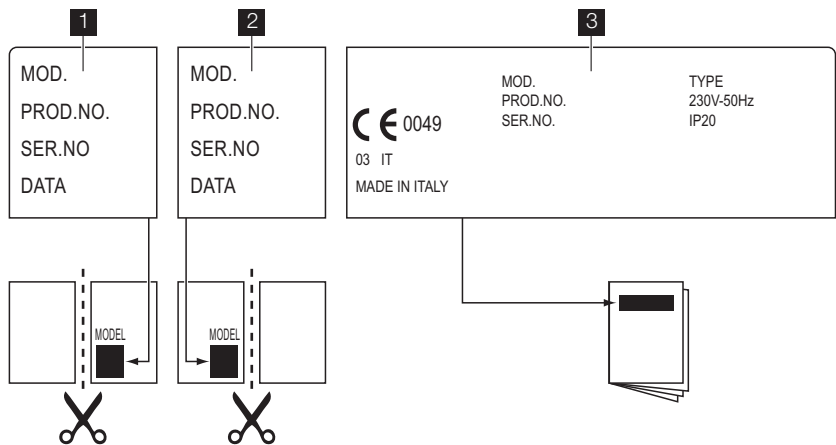 1
2
3
MOD.
PROD.NO.
SER.NO
DATA
MOD.
PROD.NO.
SER.NO
DATA
MOD. TYPE
PROD.NO. 230V-50Hz
CE 0049 SER.NO. IP20
03 IT
MADE IN ITALY
MODEL
MODEL